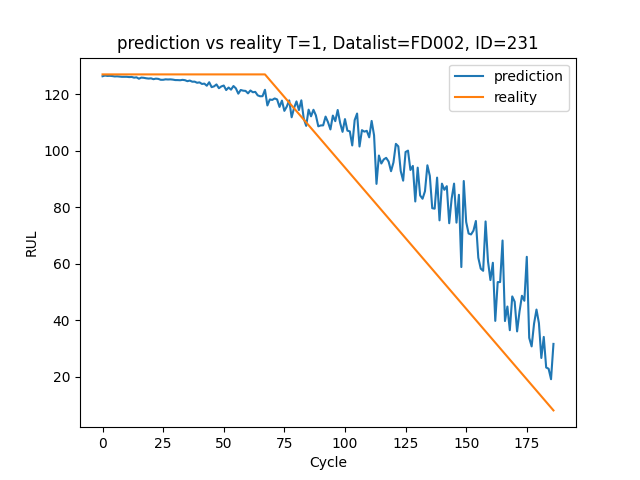 prediction vs reality T=1, Datalist=FD002, ID=231
prediction
reality
120
100
80
60
40
20
RUL
0 25 50 75 100 125 150 175
Cycle